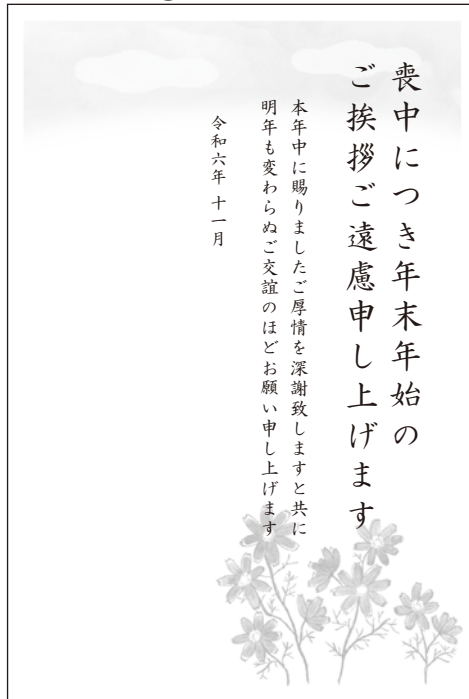 喪中につき年末年始の
ご挨拶ご遠慮申し上げます
本年中に賜りましたご厚情を深謝致しますと共に
明年も変わらぬご交誼のほどお願い申し上げます
令和六年 十一月